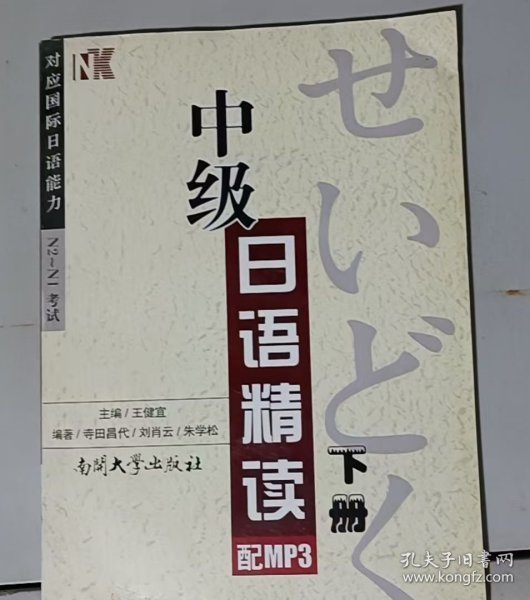 NK
对应国际日语能力
N2~N1考试
せいどく
中级
日语精读
下册
配MP3
主编/王健宜
编著/寺田昌代/刘肖云/朱学松
南開大學出版社
孔夫子旧书网
www.kongfz.com